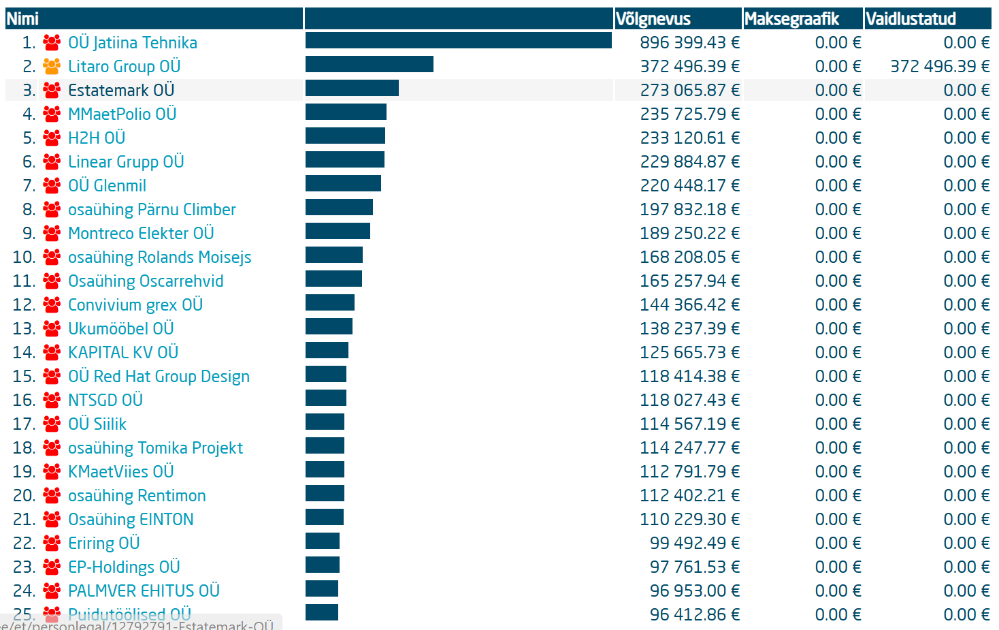 Nimi Võlgnevus Maksegraafik Vaidlustatud
1. OÜ Jatiina Tehnika 896 399.43 € 0.00 € 0.00 €
2. Litaro Group OÜ 372 496.39 € 0.00 € 372 496.39 €
3. Estatemark OÜ 273 065.87 € 0.00 € 0.00 €
4. MMaetPolio OÜ 235 725.79 € 0.00 € 0.00 €
5. H2H OÜ 233 120.61 € 0.00 € 0.00 €
6. Linear Grupp OÜ 229 884.87 € 0.00 € 0.00 €
7. OÜ Glenmil 220 448.17 € 0.00 € 0.00 €
8. osaühing Pärnu Climber 197 832.18 € 0.00 € 0.00 €
9. Montreco Elekter OÜ 189 250.22 € 0.00 € 0.00 €
10. osaühing Rolands Moisejs 168 208.05 € 0.00 € 0.00 €
11. Osaühing Oscarrehvid 165 257.94 € 0.00 € 0.00 €
12. Convivium grex OÜ 144 366.42 € 0.00 € 0.00 €
13. Ukumööbel OÜ 138 237.39 € 0.00 € 0.00 €
14. KAPITAL KV OÜ 125 665.73 € 0.00 € 0.00 €
15. OÜ Red Hat Group Design 118 414.38 € 0.00 € 0.00 €
16. NTSGD OÜ 118 027.43 € 0.00 € 0.00 €
17. OÜ Siilik 114 567.19 € 0.00 € 0.00 €
18. osaühing Tomika Projekt 114 247.77 € 0.00 € 0.00 €
19. KMaetViies OÜ 112 791.79 € 0.00 € 0.00 €
20. osaühing Rentimon 112 402.21 € 0.00 € 0.00 €
21. Osaühing EINTON 110 229.30 € 0.00 € 0.00 €
22. Eriring OÜ 99 492.49 € 0.00 € 0.00 €
23. EP-Holdings OÜ 97 761.53 € 0.00 € 0.00 €
24. PALMVER EHITUS OÜ 96 953.00 € 0.00 € 0.00 €
25. Puidutöölised OÜ 96 412.86 € 0.00 € 0.00 €
ee/et/personlegal/12792791-Estatemark-OÜ